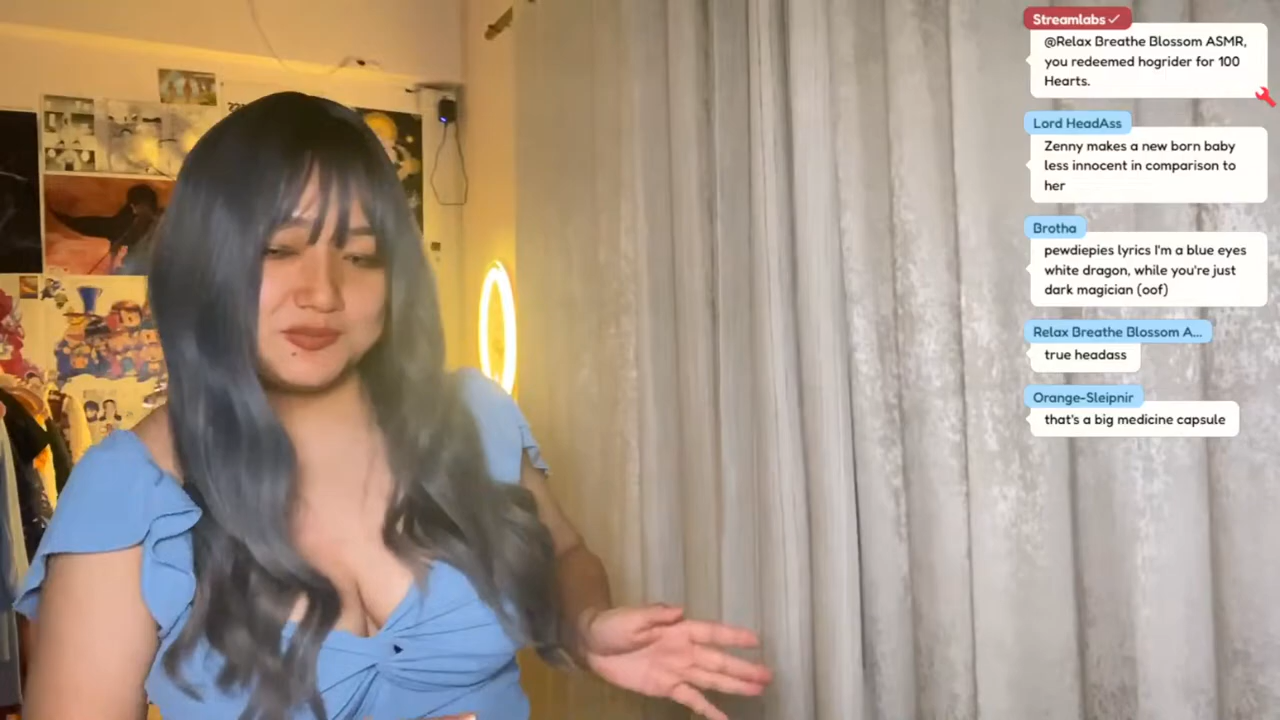 Streamlabs
@Relax Breathe Blossom ASMR,
you redeemed hogrider for 100
Hearts.
Lord HeadAss
Zenny makes a new born baby
less innocent in comparison to
her
Brotha
pewdiepies lyrics I'm a blue eyes
white dragon, while you're just
dark magician (oof)
Relax Breathe Blossom A...
true headass
Orange-Sleipnir
that's a big medicine capsule